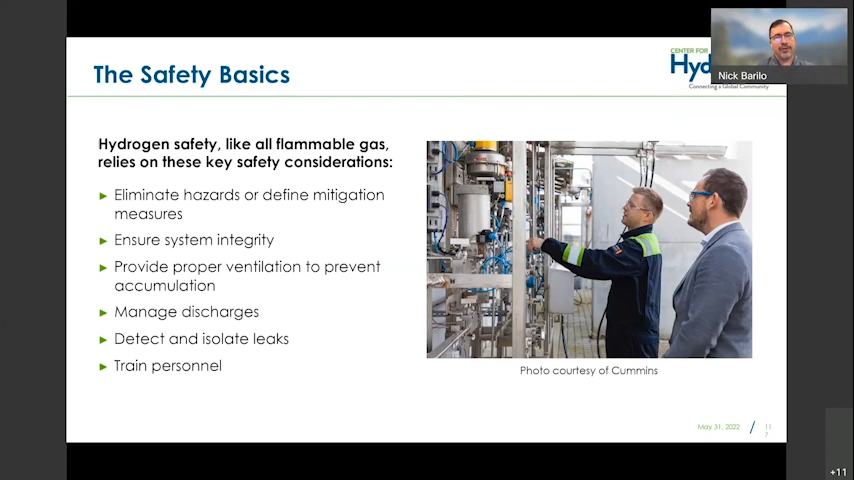 The Safety Basics
CENTER FOR
Hyd
Connecting a Global Community
Nick Barilo
Hydrogen safety, like all flammable gas,
relies on these key safety considerations:
► Eliminate hazards or define mitigation
measures
► Ensure system integrity
► Provide proper ventilation to prevent
accumulation
► Manage discharges
► Detect and isolate leaks
► Train personnel
Photo courtesy of Cummins
May 31, 2022
11
7
+11